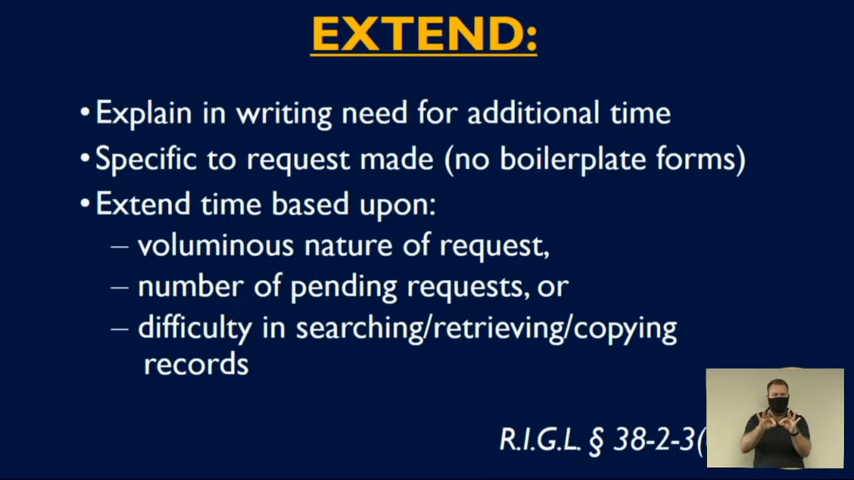 EXTEND:
•Explain in writing need for additional time
•Specific to request made (no boilerplate forms)
•Extend time based upon:
– voluminous nature of request,
– number of pending requests, or
– difficulty in searching/retrieving/copying
records
R.I.G.L. § 38-2-3(